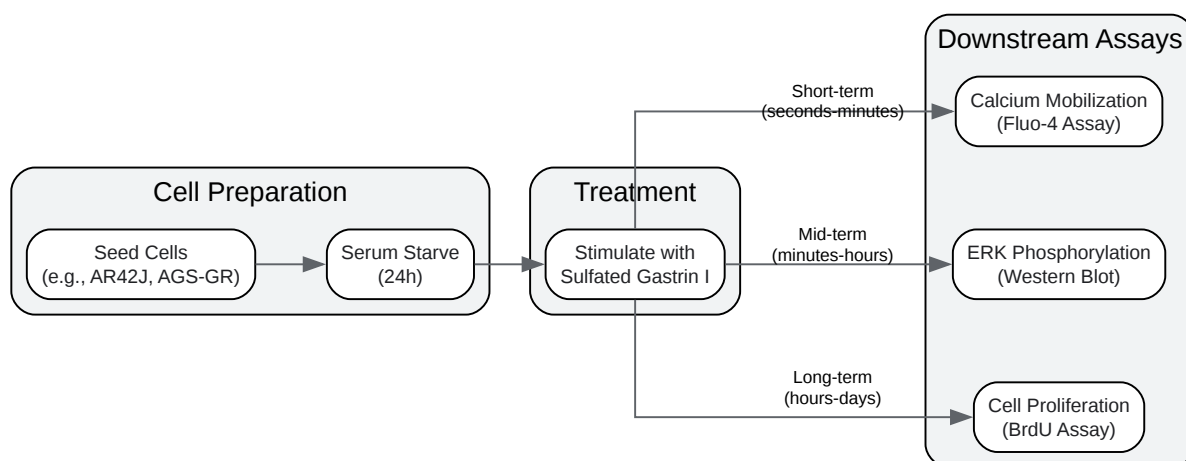 Cell Preparation
Seed Cells
(e.g., AR42J, AGS-GR)
Serum Starve
(24h)
Treatment
Stimulate with
Sulfated Gastrin I
Short-term
(seconds-minutes)
Mid-term
(minutes-hours)
Long-term
(hours-days)
Downstream Assays
Calcium Mobilization
(Fluo-4 Assay)
ERK Phosphorylation
(Western Blot)
Cell Proliferation
(BrdU Assay)